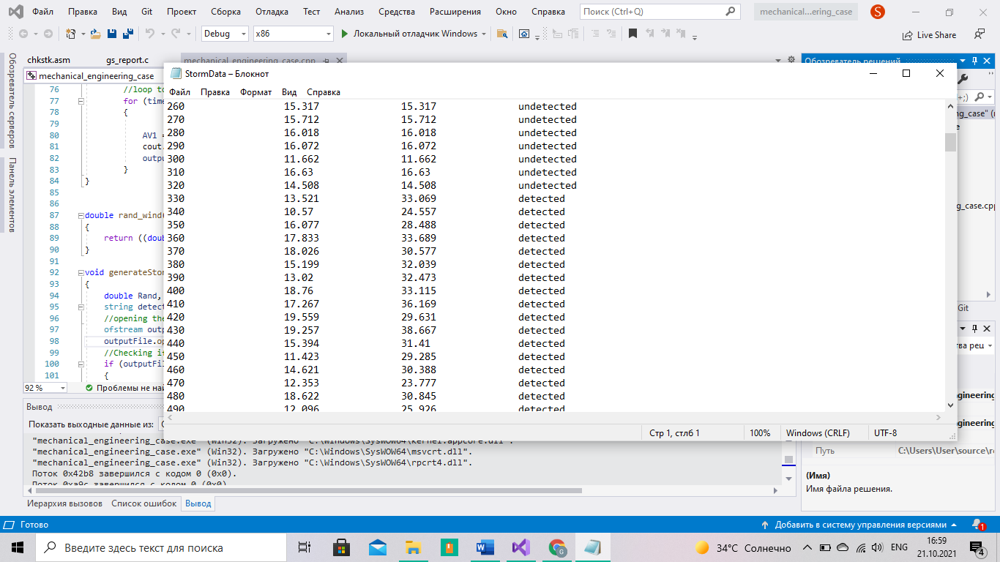 Файл Правка Вид Git Проект Сборка Отладка Тест Анализ Средства Расширения Окно Справка Поиск (Ctrl+Q) mechanical...ering_case S
Debug x86 Локальный отладчик Windows Live Share
chkstk.asm gs_report.c mechanical_engineering_case.cpp Обозреватель решений
Обозреватель серверов
Панель элементов
mechanical_engineering_case
76 //loop to
77 for (time
78 {
79
80 AV1 =
81 cout
82 outpu
83 }
84 }
85
86
87 double rand_wind(
88 {
89 return ((doub
90 }
91
92 void generateStor
93 {
94 double Rand,
95 string detect
96 //opening the
97 ofstream outp
98 outputFile.op
99 //Checking if
100 if (outputFil
101 {
92 % Проблемы не най
StormData – Блокнот
Файл Правка Формат Вид Справка
260 15.317 15.317 undetected
270 15.712 15.712 undetected
280 16.018 16.018 undetected
290 16.072 16.072 undetected
300 11.662 11.662 undetected
310 16.63 16.63 undetected
320 14.508 14.508 undetected
330 13.521 33.069 detected
340 10.57 24.557 detected
350 16.077 28.488 detected
360 17.833 33.689 detected
370 18.026 30.577 detected
380 15.199 32.039 detected
390 13.02 32.473 detected
400 18.76 33.115 detected
410 17.267 36.169 detected
420 19.559 29.631 detected
430 19.257 38.667 detected
440 15.394 31.41 detected
450 11.423 29.285 detected
460 14.621 30.388 detected
470 12.353 23.777 detected
480 18.622 30.845 detected
490 12.096 25.926 detected
Стр 1, стлб 1 100% Windows (CRLF) UTF-8
+;)
ng_case" (
g_case.cpp
Git
ва реш
engineering
engineering
Путь C:\Users\User\source\re
(Имя)
Имя файла решения.
Вывод
Показать выходные данные из:
"mechanical_engineering_case.exe" (Win32). Загружено "C:\Windows\SysWOW64\kernel.appcore.dll".
"mechanical_engineering_case.exe" (Win32). Загружено "C:\Windows\SysWOW64\msvcrt.dll".
"mechanical_engineering_case.exe" (Win32). Загружено "C:\Windows\SysWOW64\rpcrt4.dll".
Поток 0x42b8 завершился с кодом 0 (0x0).
Поток 0xa9c завершился с кодом 0 (0x0)
Иерархия вызовов Список ошибок Вывод
Готово Добавить в систему управления версиями 1
Введите здесь текст для поиска 34°C Солнечно ENG 16:59
21.10.2021 4